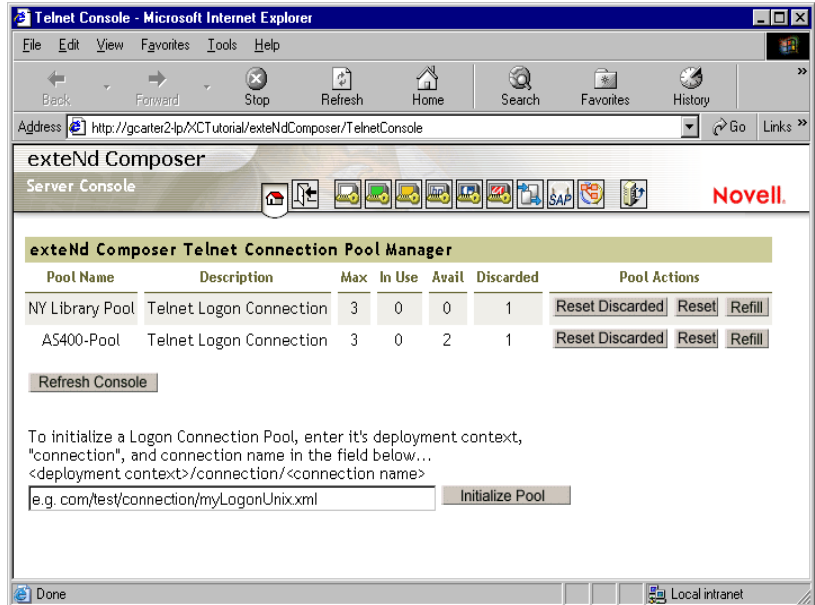 Telnet Console - Microsoft Internet Explorer
File Edit View Favorites Tools Help
Back Forward Stop Refresh Home Search Favorites History »
Address http://gcarter2-lp/XCTutorial/exteNdComposer/TelnetConsole Go Links »
exteNd Composer
Server Console
SAP
Novell.
exteNd Composer Telnet Connection Pool Manager
Pool Name Description Max In Use Avail Discarded Pool Actions
NY Library Pool Telnet Logon Connection 3 0 0 1 Reset Discarded Reset Refill
AS400-Pool Telnet Logon Connection 3 0 2 1 Reset Discarded Reset Refill
Refresh Console
To initialize a Logon Connection Pool, enter it's deployment context,
"connection", and connection name in the field below...
<deployment context>/connection/<connection name>
e.g. com/test/connection/myLogonUnix.xml Initialize Pool
Done Local intranet